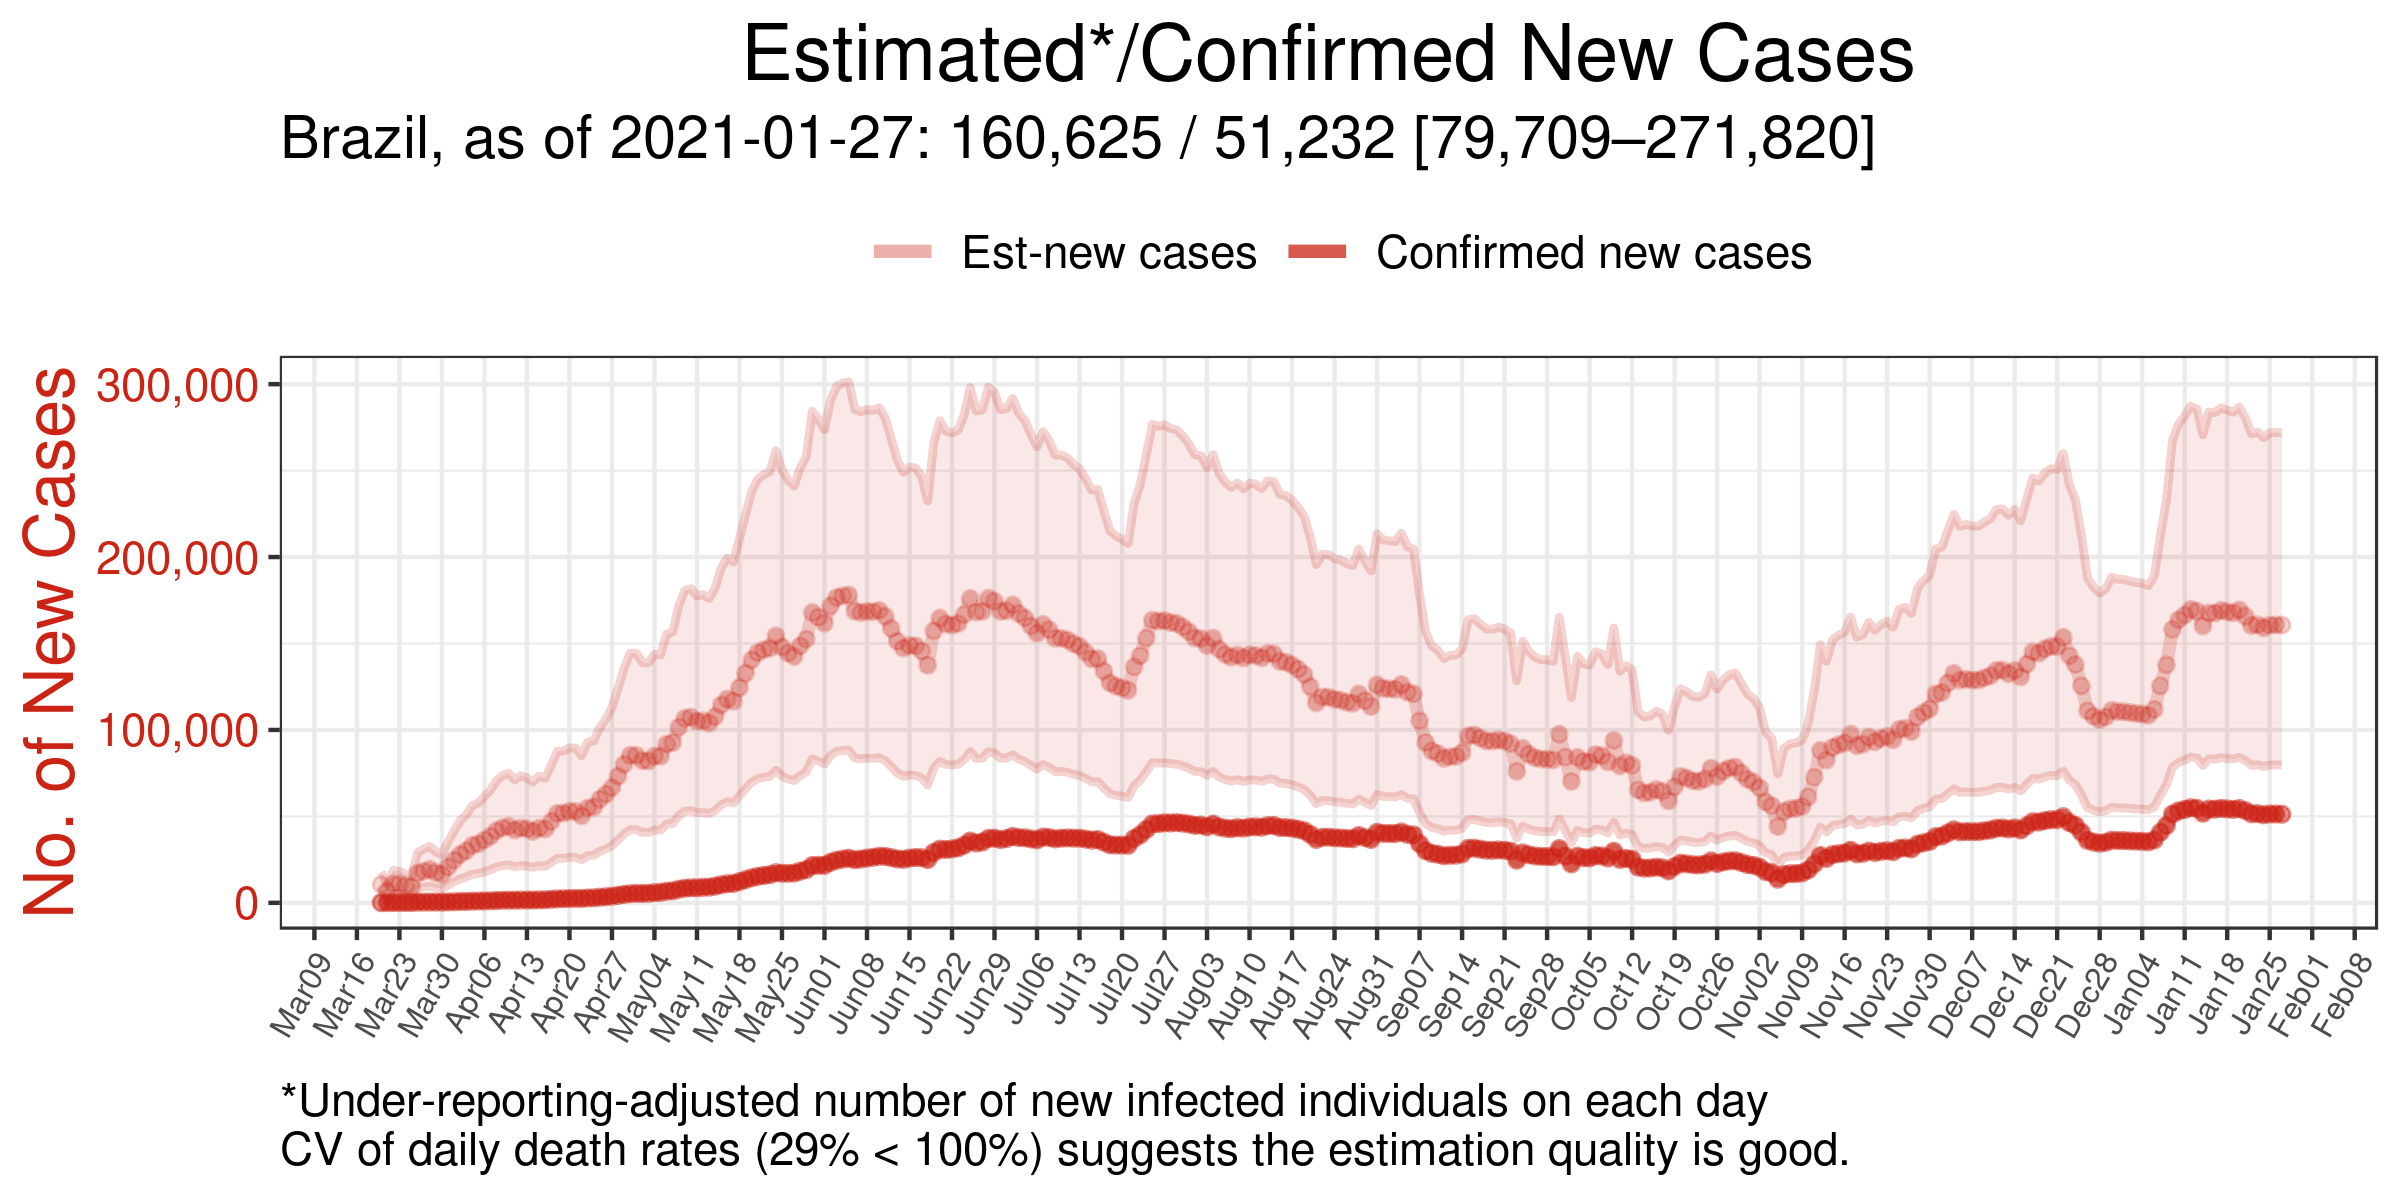 Estimated*/Confirmed New Cases
Brazil, as of 2021-01-27: 160,625 / 51,232 [79,709–271,820]
Est-new cases
Confirmed new cases
No. of New Cases
300,000
200,000
100,000
0
Mar09
Mar16
Mar23
Mar30
Apr06
Apr13
Apr20
Apr27
May04
May11
May18
May25
Jun01
Jun08
Jun15
Jun22
Jun29
Jul06
Jul13
Jul20
Jul27
Aug03
Aug10
Aug17
Aug24
Aug31
Sep07
Sep14
Sep21
Sep28
Oct05
Oct12
Oct19
Oct26
Nov02
Nov09
Nov16
Nov23
Nov30
Dec07
Dec14
Dec21
Dec28
Jan04
Jan11
Jan18
Jan25
Feb01
Feb08
*Under-reporting-adjusted number of new infected individuals on each day
CV of daily death rates (29% < 100%) suggests the estimation quality is good.